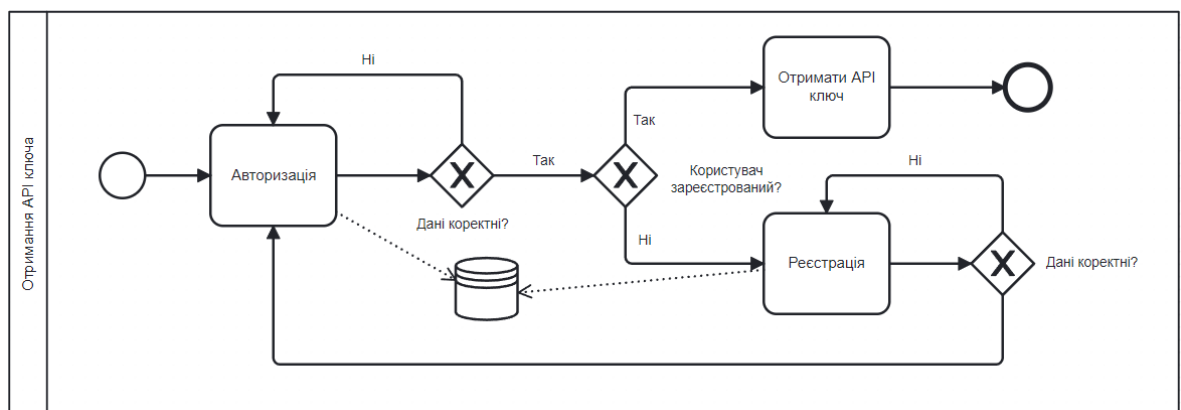 Отримання API ключа
Ні
Авторизація
Дані коректні?
Так
Так
Ні
Користувач
зареєстрований?
Отримати API
ключ
Ні
Реєстрація
Дані коректні?